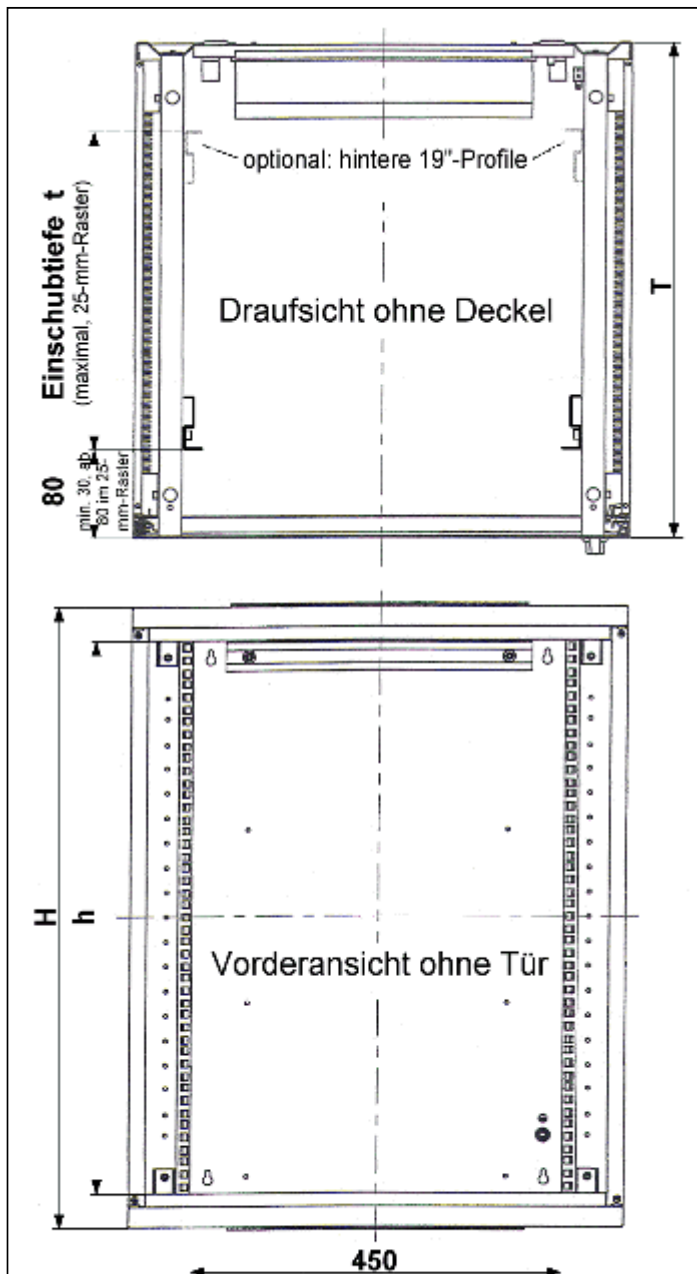 optional: hintere 19"-Profile
Einschubtiefe t
(maximal, 25-mm-Raster)
Draufsicht ohne Deckel
T
80
min. 30, ab
80 im 25-
mm-Raster
H
h
Vorderansicht ohne Tür
450